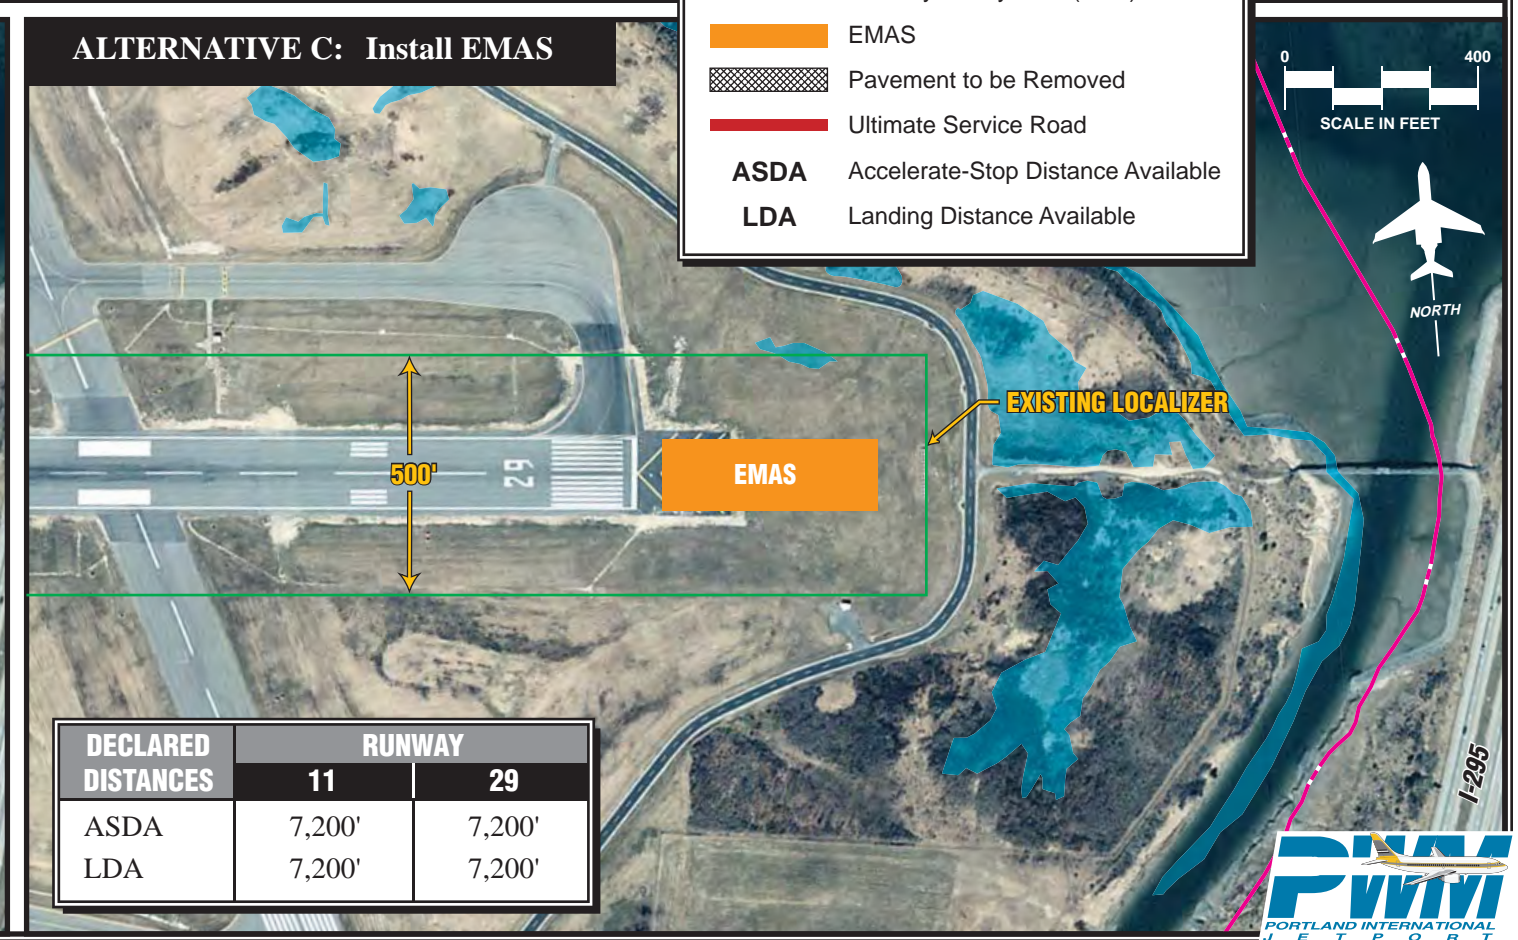 ALTERNATIVE C: Install EMAS
EMAS
Pavement to be Removed
Ultimate Service Road
ASDA Accelerate-Stop Distance Available
LDA Landing Distance Available
0 400
SCALE IN FEET
NORTH
EXISTING LOCALIZER
500'
29
EMAS
I-295
DECLARED DISTANCES
RUNWAY
11 29
ASDA 7,200' 7,200'
LDA 7,200' 7,200'
PWM
PORTLAND INTERNATIONAL
JETPORT